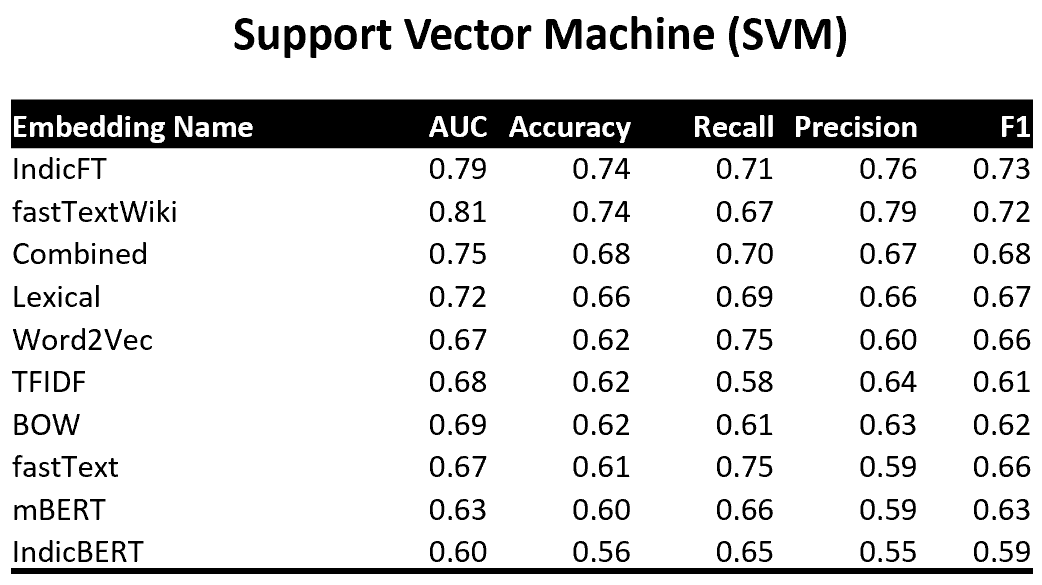 Support Vector Machine (SVM)
Embedding Name AUC Accuracy Recall Precision F1
IndicFT 0.79 0.74 0.71 0.76 0.73
fastTextWiki 0.81 0.74 0.67 0.79 0.72
Combined 0.75 0.68 0.70 0.67 0.68
Lexical 0.72 0.66 0.69 0.66 0.67
Word2Vec 0.67 0.62 0.75 0.60 0.66
TFIDF 0.68 0.62 0.58 0.64 0.61
BOW 0.69 0.62 0.61 0.63 0.62
fastText 0.67 0.61 0.75 0.59 0.66
mBERT 0.63 0.60 0.66 0.59 0.63
IndicBERT 0.60 0.56 0.65 0.55 0.59